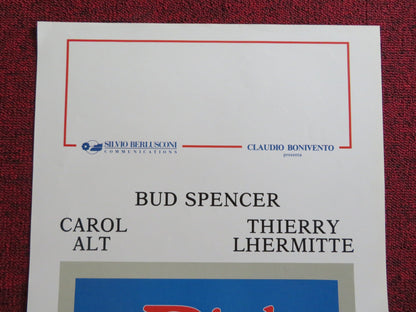 SILVIO BERLUSCONI
COMMUNICATIONS
CLAUDIO BONIVENTO
presenta
BUD SPENCER
CAROL
ALT
THIERRY
LHERMITTE